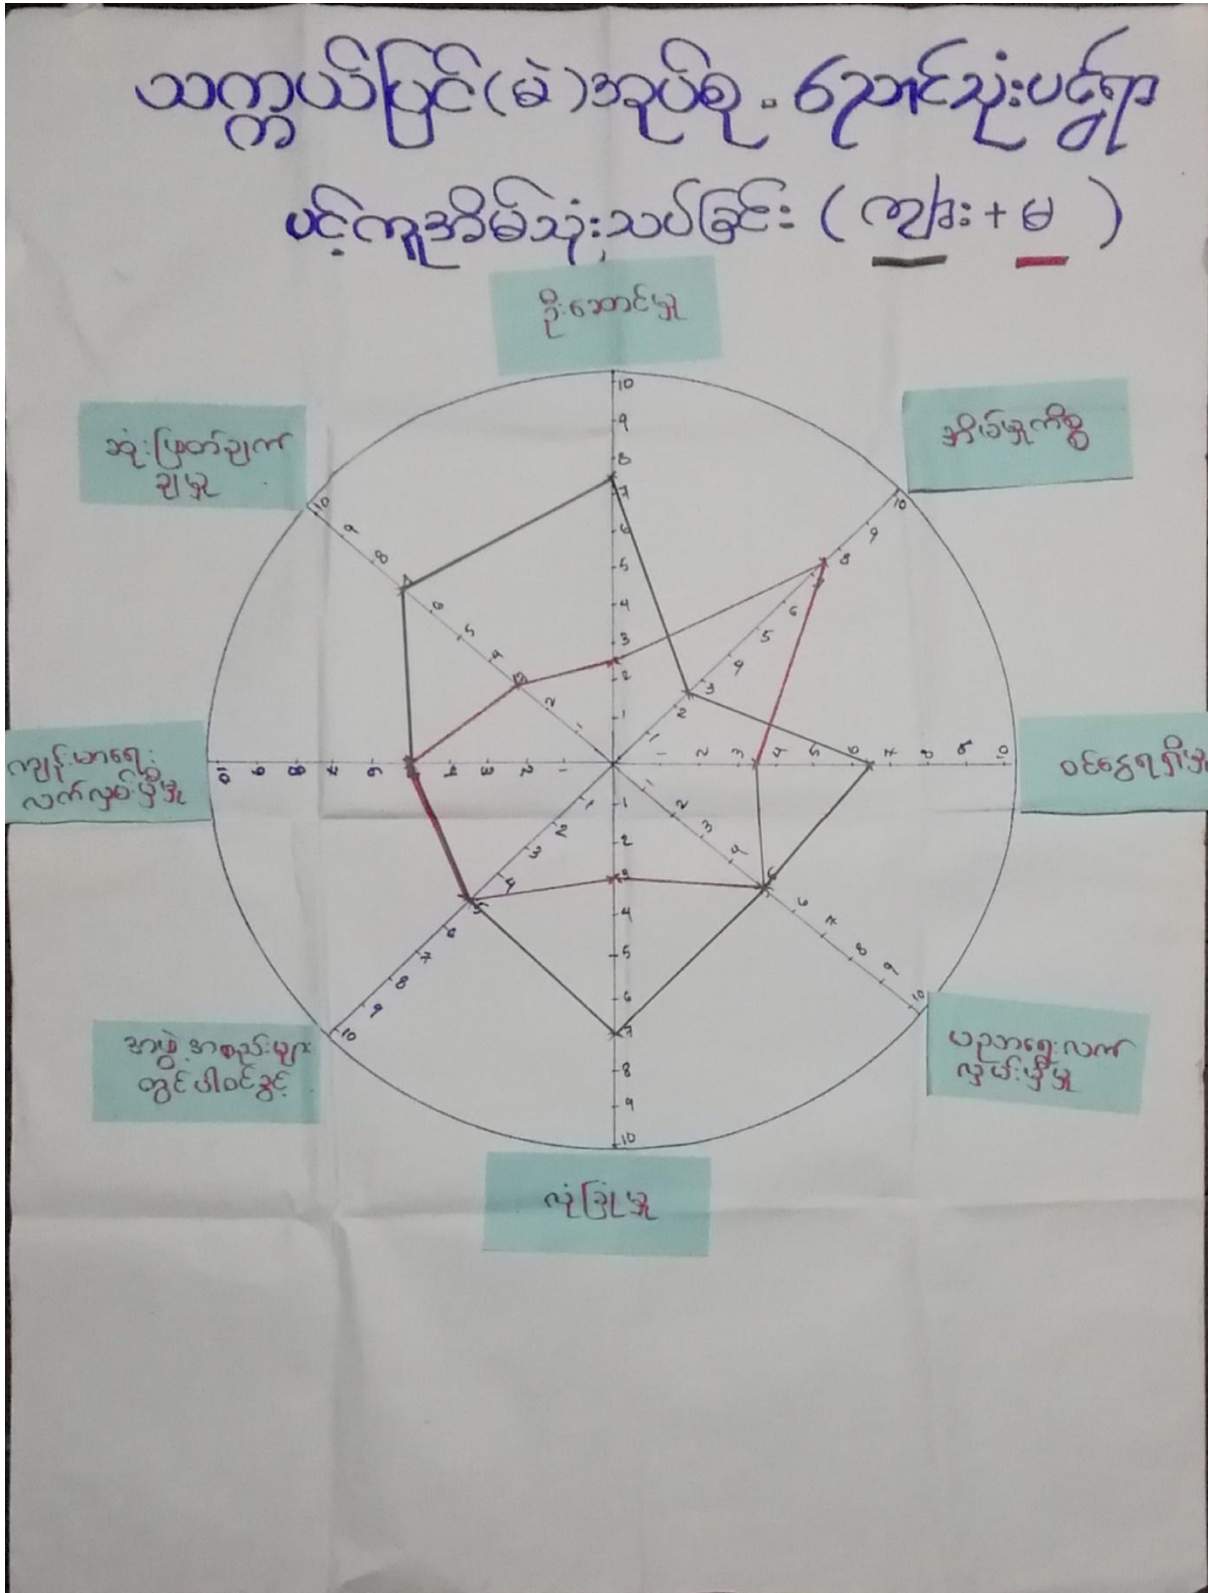 သက္ကယ်ပြင်(မဲ)အုပ်စု - ညောင်သုံးပင်ရွာ
ပင့်ကူအိမ်သုံးသပ်ခြင်း ( ကျား + မ )
ဦးဆောင်မှု
အိမ်မှုကိစ္စ
ဆုံးဖြတ်ချက်
ချမှု
ကျန်းမာရေး
လက်လှမ်းမှီမှု
ဝင်ငွေရရှိမှု
အဖွဲ့အစည်းများ
တွင်ပါဝင်ခွင့်
ပညာရေးလက်
လှမ်းမှီမှု
လုံခြုံမှု